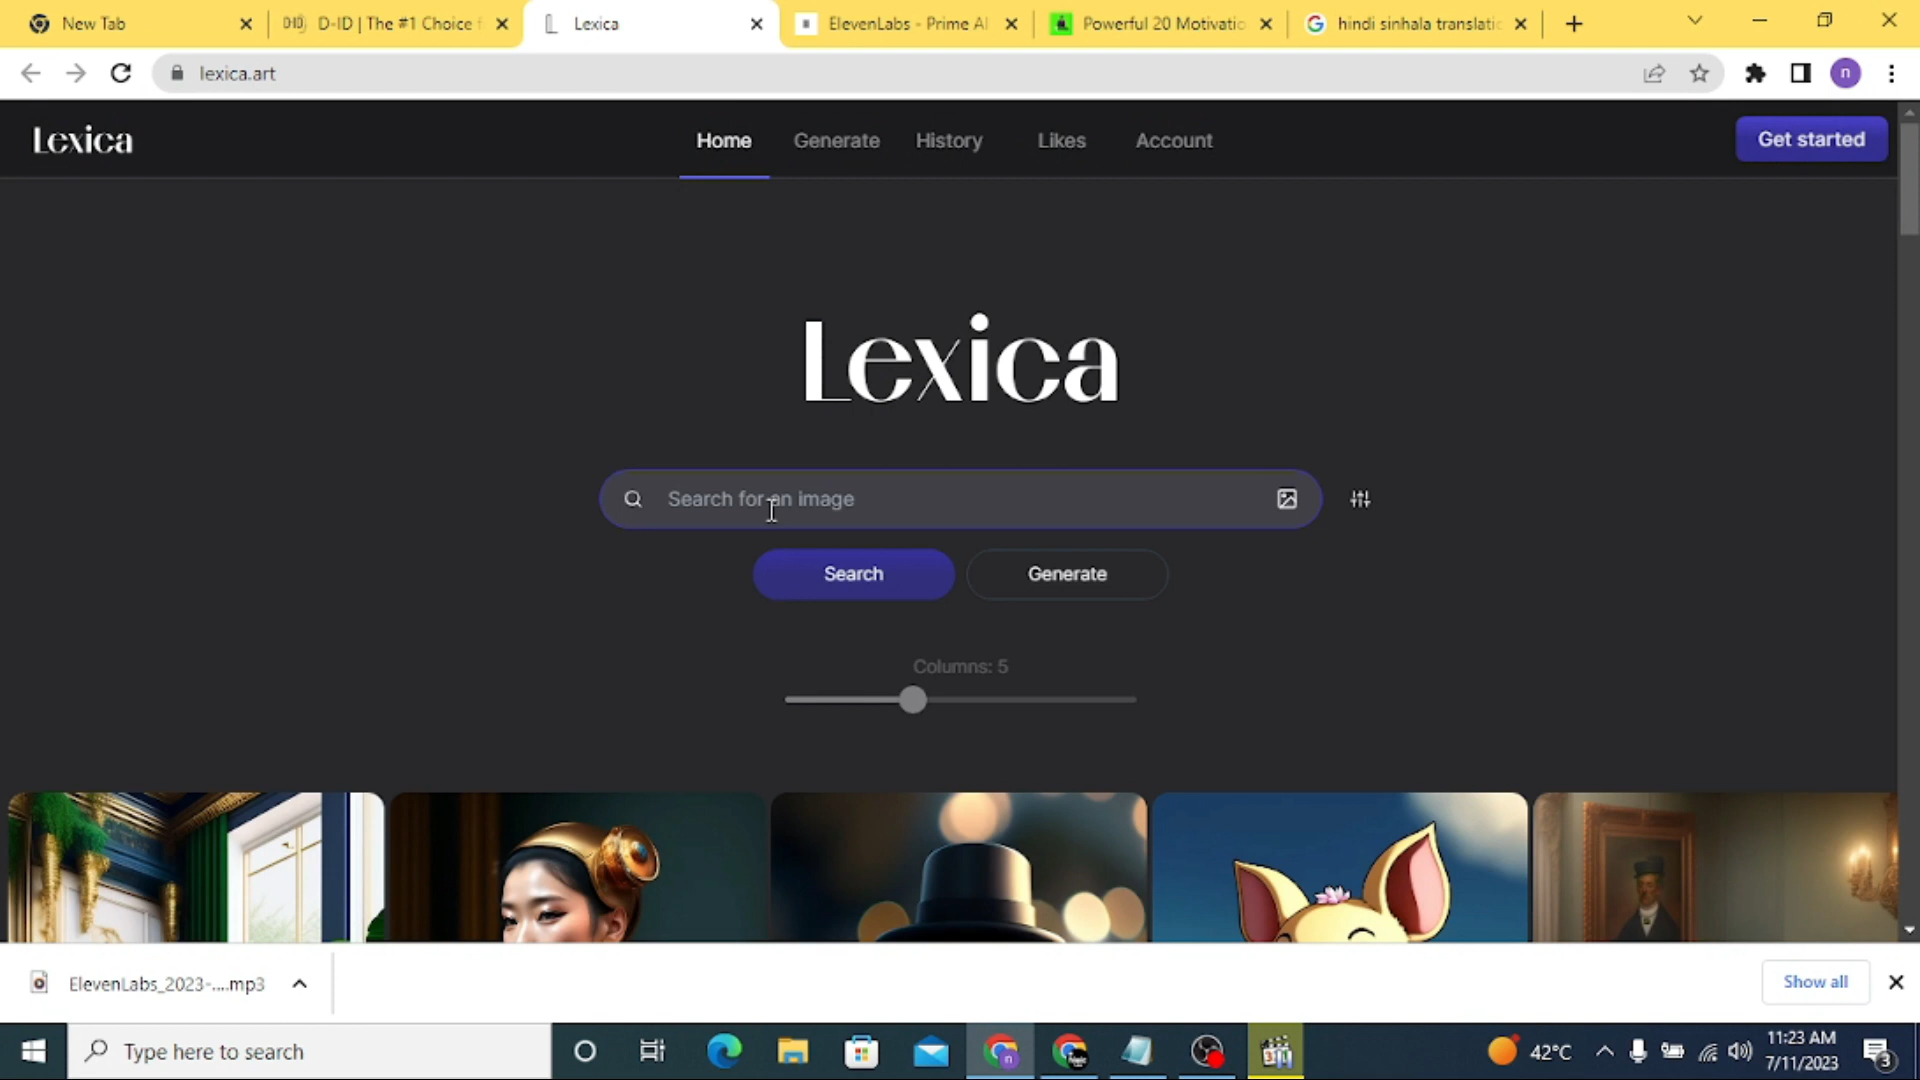 New Tab
D-ID | The #1 Choice f
Lexica
ElevenLabs - Prime AI
Powerful 20 Motivatio
hindi sinhala translatic
lexica.art
n
Lexica
Home
Generate
History
Likes
Account
Get started
Lexica
Search for an image
Search
Generate
Columns: 5
ElevenLabs_2023-....mp3
Show all
Type here to search
42°C
11:23 AM
7/11/2023
3